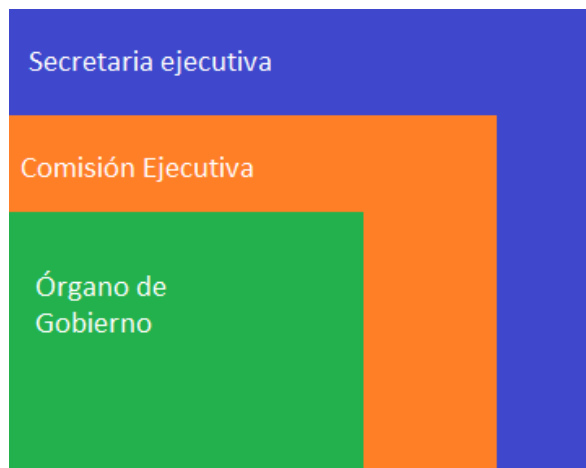 Secretaria ejecutiva
Comisión Ejecutiva
Órgano de
Gobierno